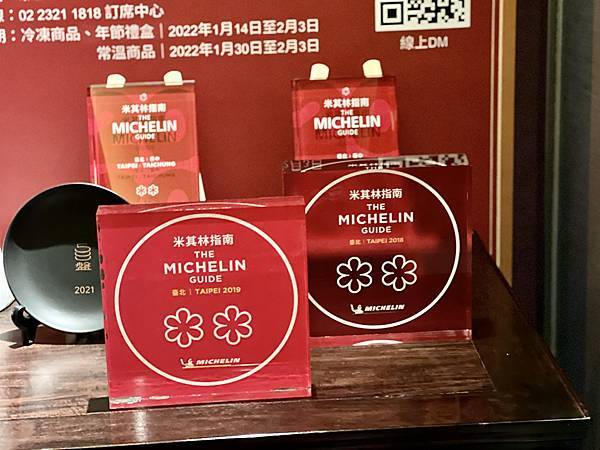 : 02 2321 1818 訂席中心
期：冷凍商品、年節禮盒｜2022年1月14日至2月3日
常溫商品｜2022年1月30日至2月3日
線上DM
米其林指南
THE
MICHELIN
GUIDE
臺北 & 臺中
TAIPEI & TAICHUNG
米其林指南
THE
MICHELIN
GUIDE
2021
米其林指南
THE
MICHELIN
GUIDE
臺北 | TAIPEI 2019
MICHELIN
米其林指南
THE
MICHELIN
GUIDE
臺北 | TAIPEI 2018
MICHELIN